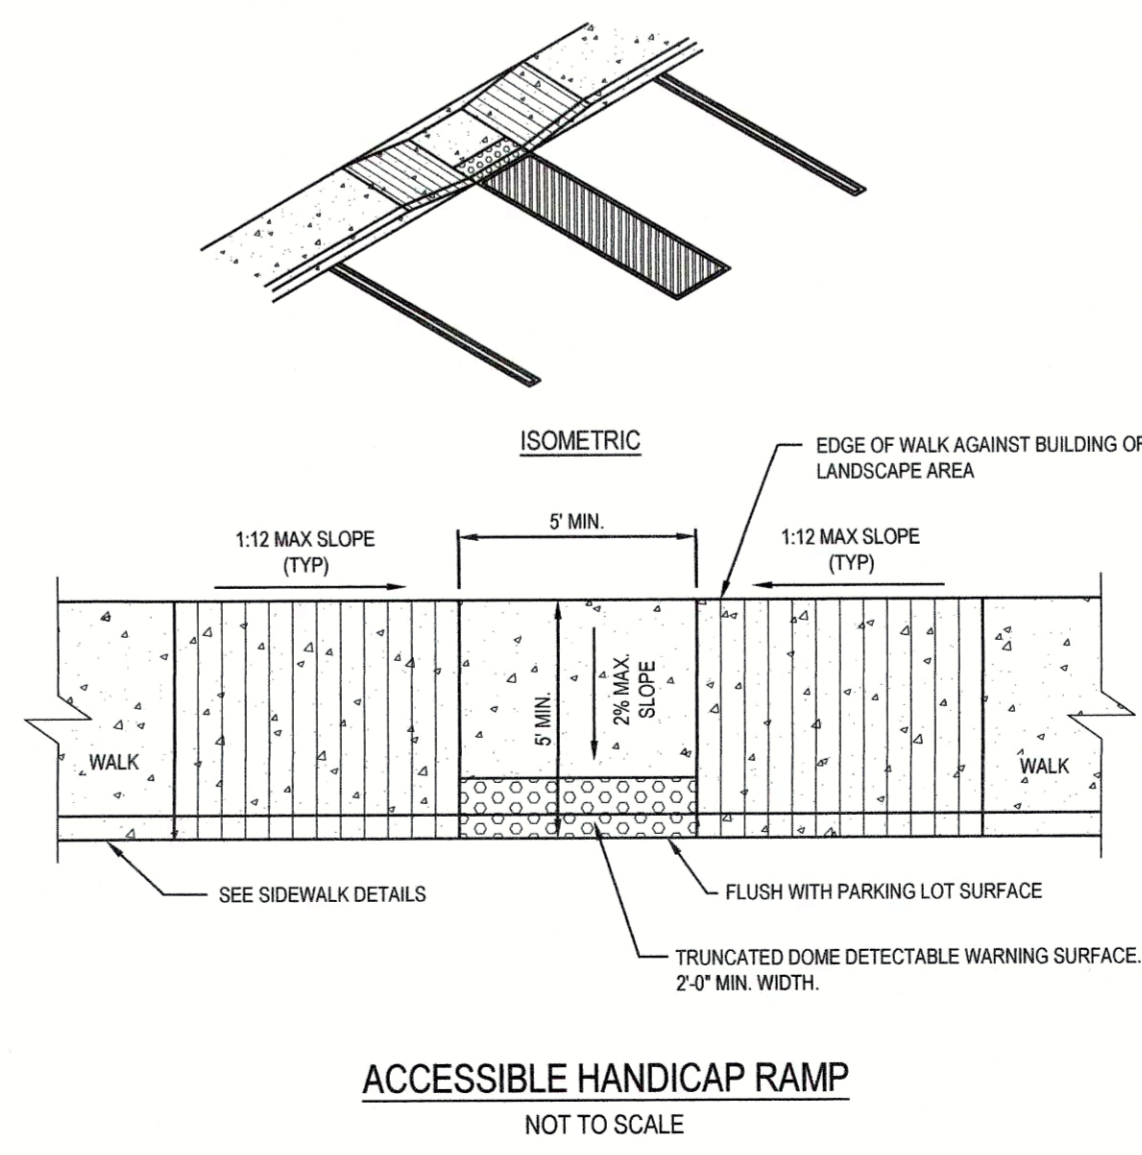 ISOMETRIC
EDGE OF WALK AGAINST BUILDING OR
LANDSCAPE AREA
5' MIN.
1:12 MAX SLOPE
(TYP)
1:12 MAX SLOPE
(TYP)
5' MIN.
2% MAX.
SLOPE
WALK
WALK
SEE SIDEWALK DETAILS
FLUSH WITH PARKING LOT SURFACE
TRUNCATED DOME DETECTABLE WARNING SURFACE.
2'-0" MIN. WIDTH.
ACCESSIBLE HANDICAP RAMP
NOT TO SCALE